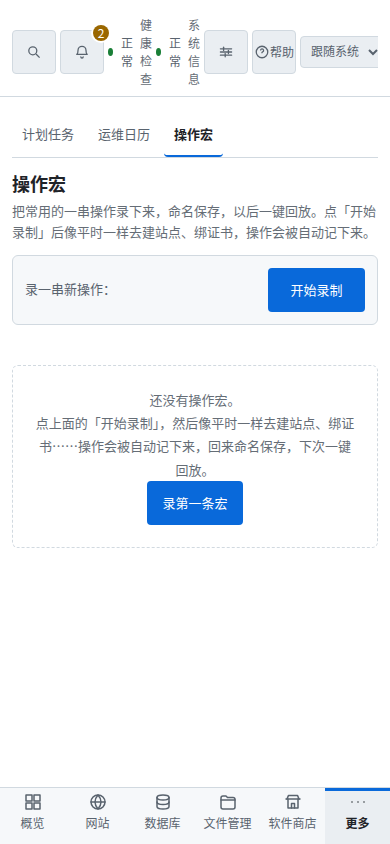 2
正常 健康检查
正常 系统信息
帮助
跟随系统
计划任务 运维日历 操作宏
操作宏
把常用的一串操作录下来，命名保存，以后一键回放。点「开始
录制」后像平时一样去建站点、绑证书，操作会被自动记下来。
录一串新操作：
开始录制
还没有操作宏。
点上面的「开始录制」，然后像平时一样去建站点、绑证
书……操作会被自动记下来，回来命名保存，下次一键
回放。
录第一条宏
概览 网站 数据库 文件管理 软件商店 更多